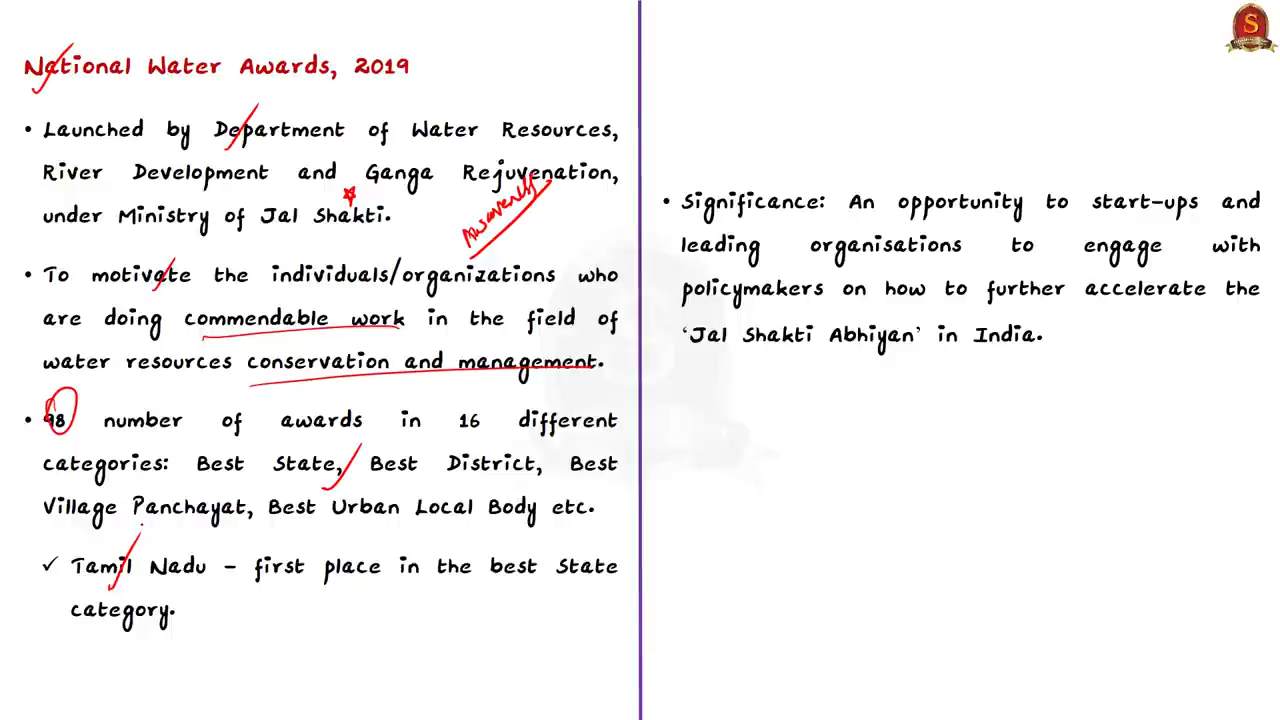 National Water Awards, 2019
• Launched by Department of Water Resources,
River Development and Ganga Rejuvenation,
under Ministry of Jal Shakti.
Awareness
• To motivate the individuals/organizations who
are doing commendable work in the field of
water resources conservation and management.
• 98 number of awards in 16 different
categories: Best State, Best District, Best
Village Panchayat, Best Urban Local Body etc.
✓ Tamil Nadu – first place in the best State
category.
S
• Significance: An opportunity to start-ups and
leading organisations to engage with
policymakers on how to further accelerate the
‘Jal Shakti Abhiyan’ in India.